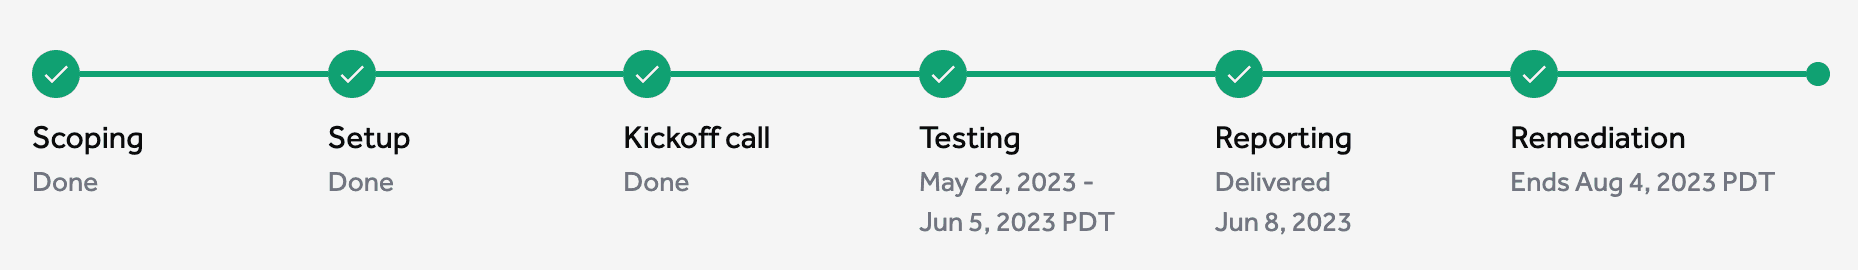 Scoping
Done
Setup
Done
Kickoff call
Done
Testing
May 22, 2023 -
Jun 5, 2023 PDT
Reporting
Delivered
Jun 8, 2023
Remediation
Ends Aug 4, 2023 PDT